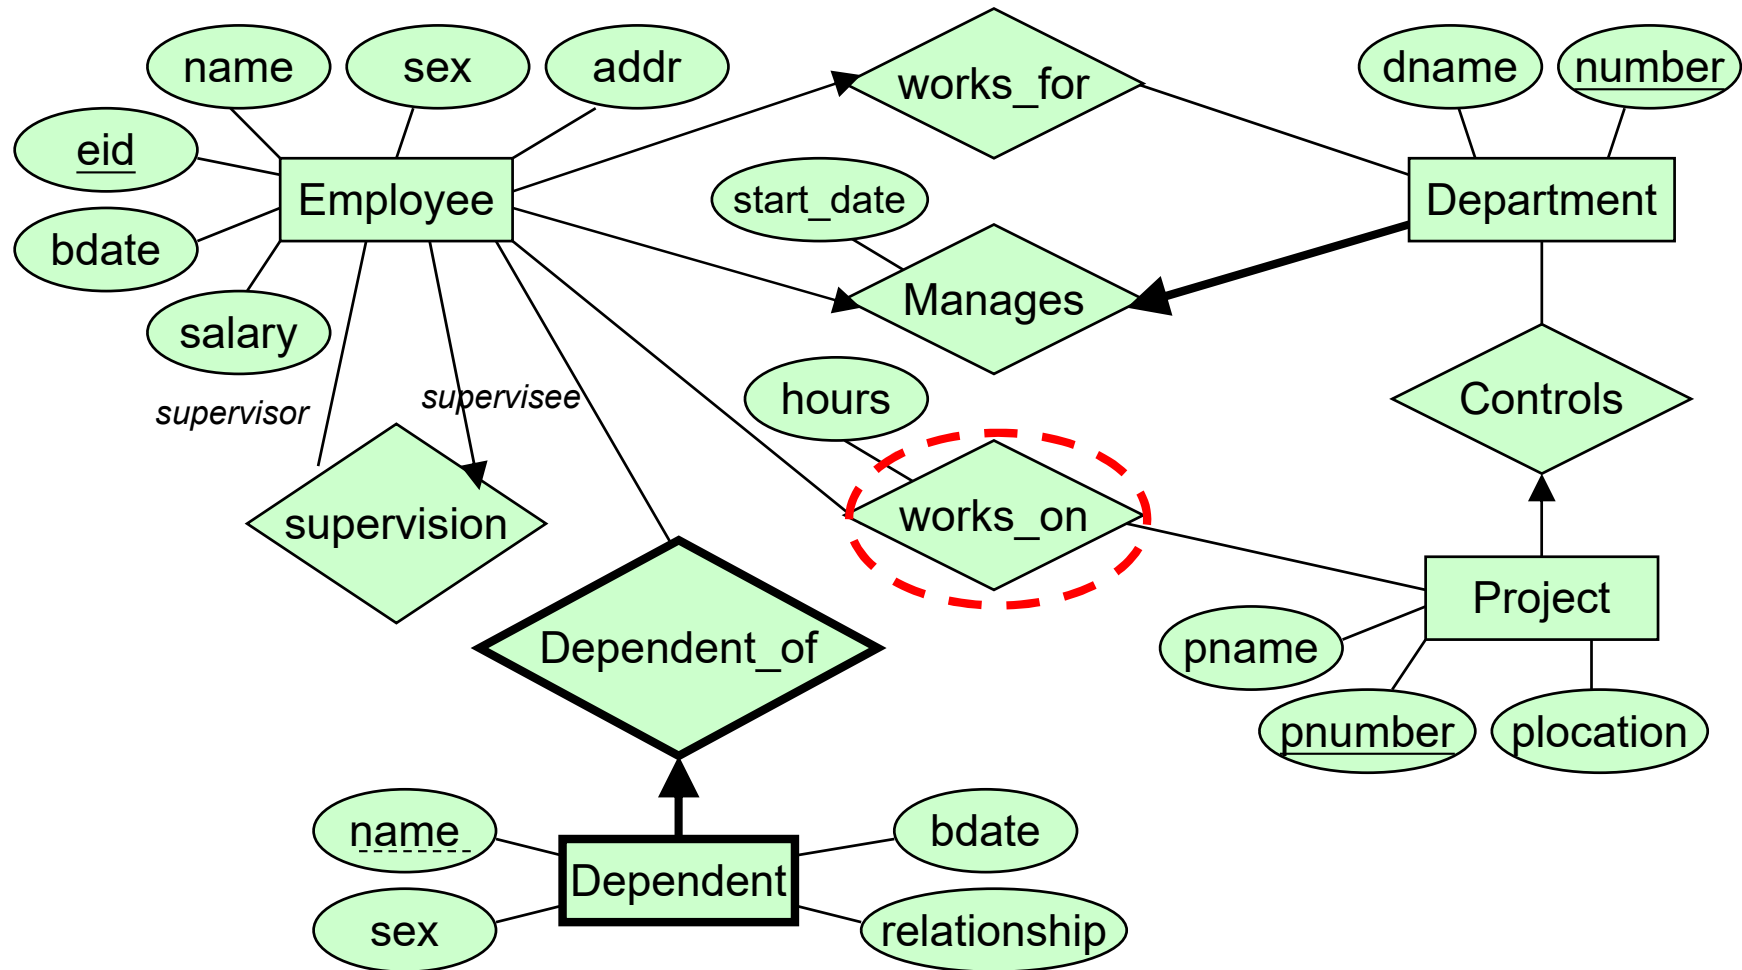 name
sex
addr
works_for
dname
number
eid
Employee
start_date
Department
bdate
Manages
salary
supervisor
supervisee
hours
Controls
supervision
works_on
Project
Dependent_of
pname
pnumber
plocation
name
bdate
Dependent
sex
relationship